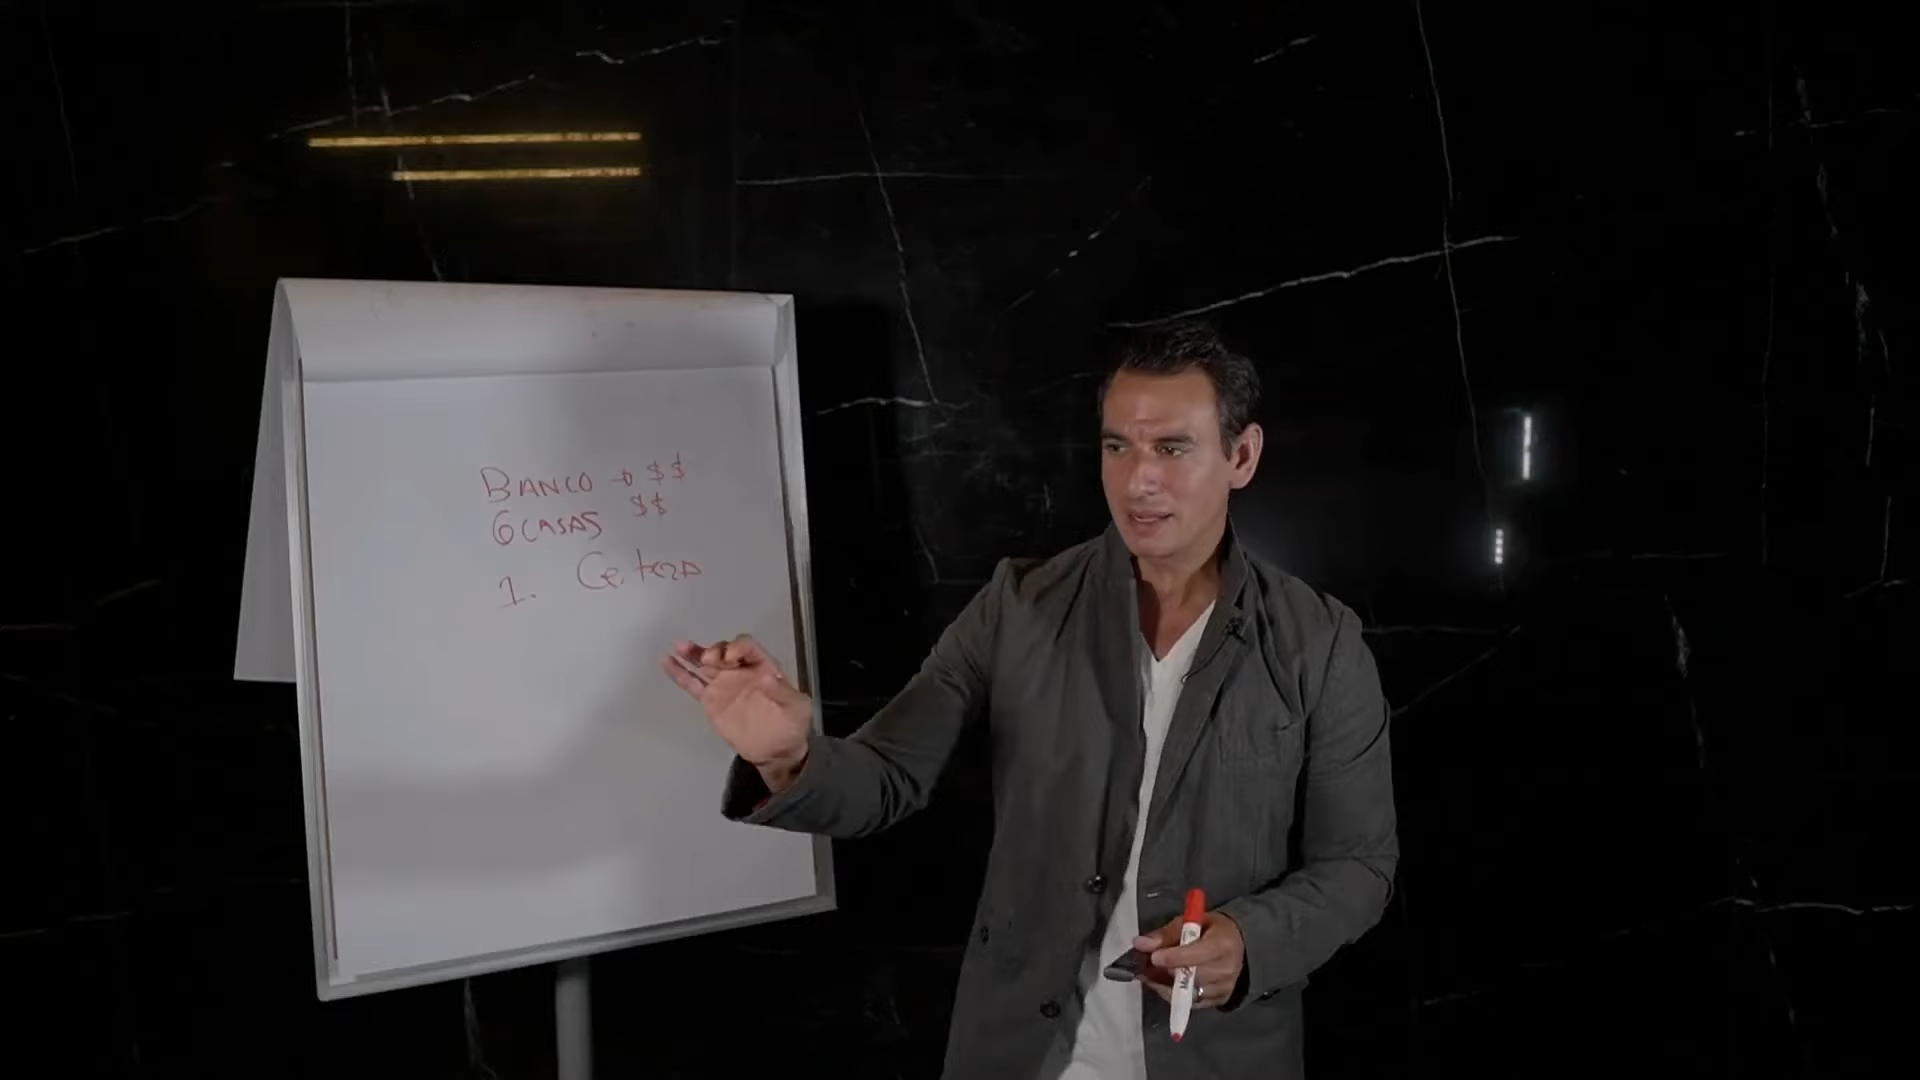 BANCO → $ $
6 CASAS $ $
1. Certeza